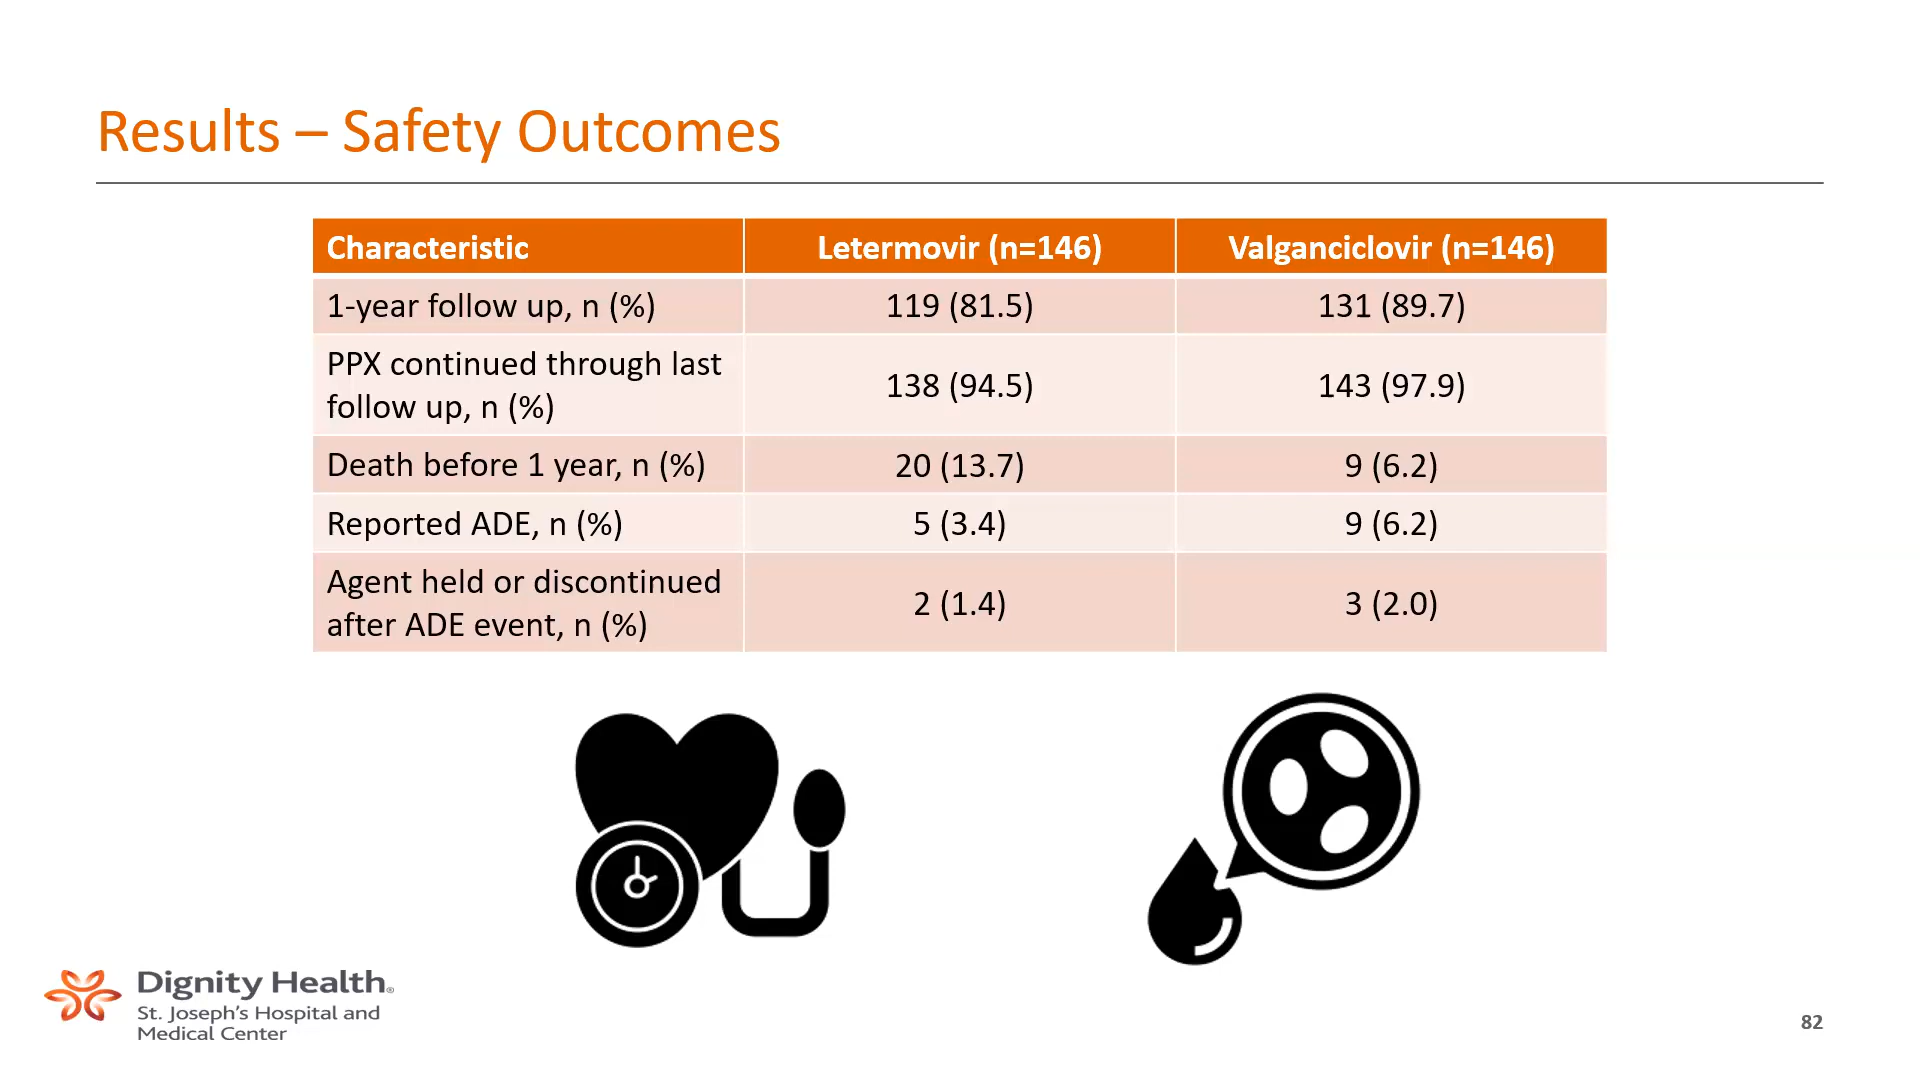 Results – Safety Outcomes
Characteristic Letermovir (n=146) Valganciclovir (n=146)
1-year follow up, n (%) 119 (81.5) 131 (89.7)
PPX continued through last
follow up, n (%) 138 (94.5) 143 (97.9)
Death before 1 year, n (%) 20 (13.7) 9 (6.2)
Reported ADE, n (%) 5 (3.4) 9 (6.2)
Agent held or discontinued
after ADE event, n (%) 2 (1.4) 3 (2.0)
Dignity Health®
St. Joseph's Hospital and
Medical Center
82